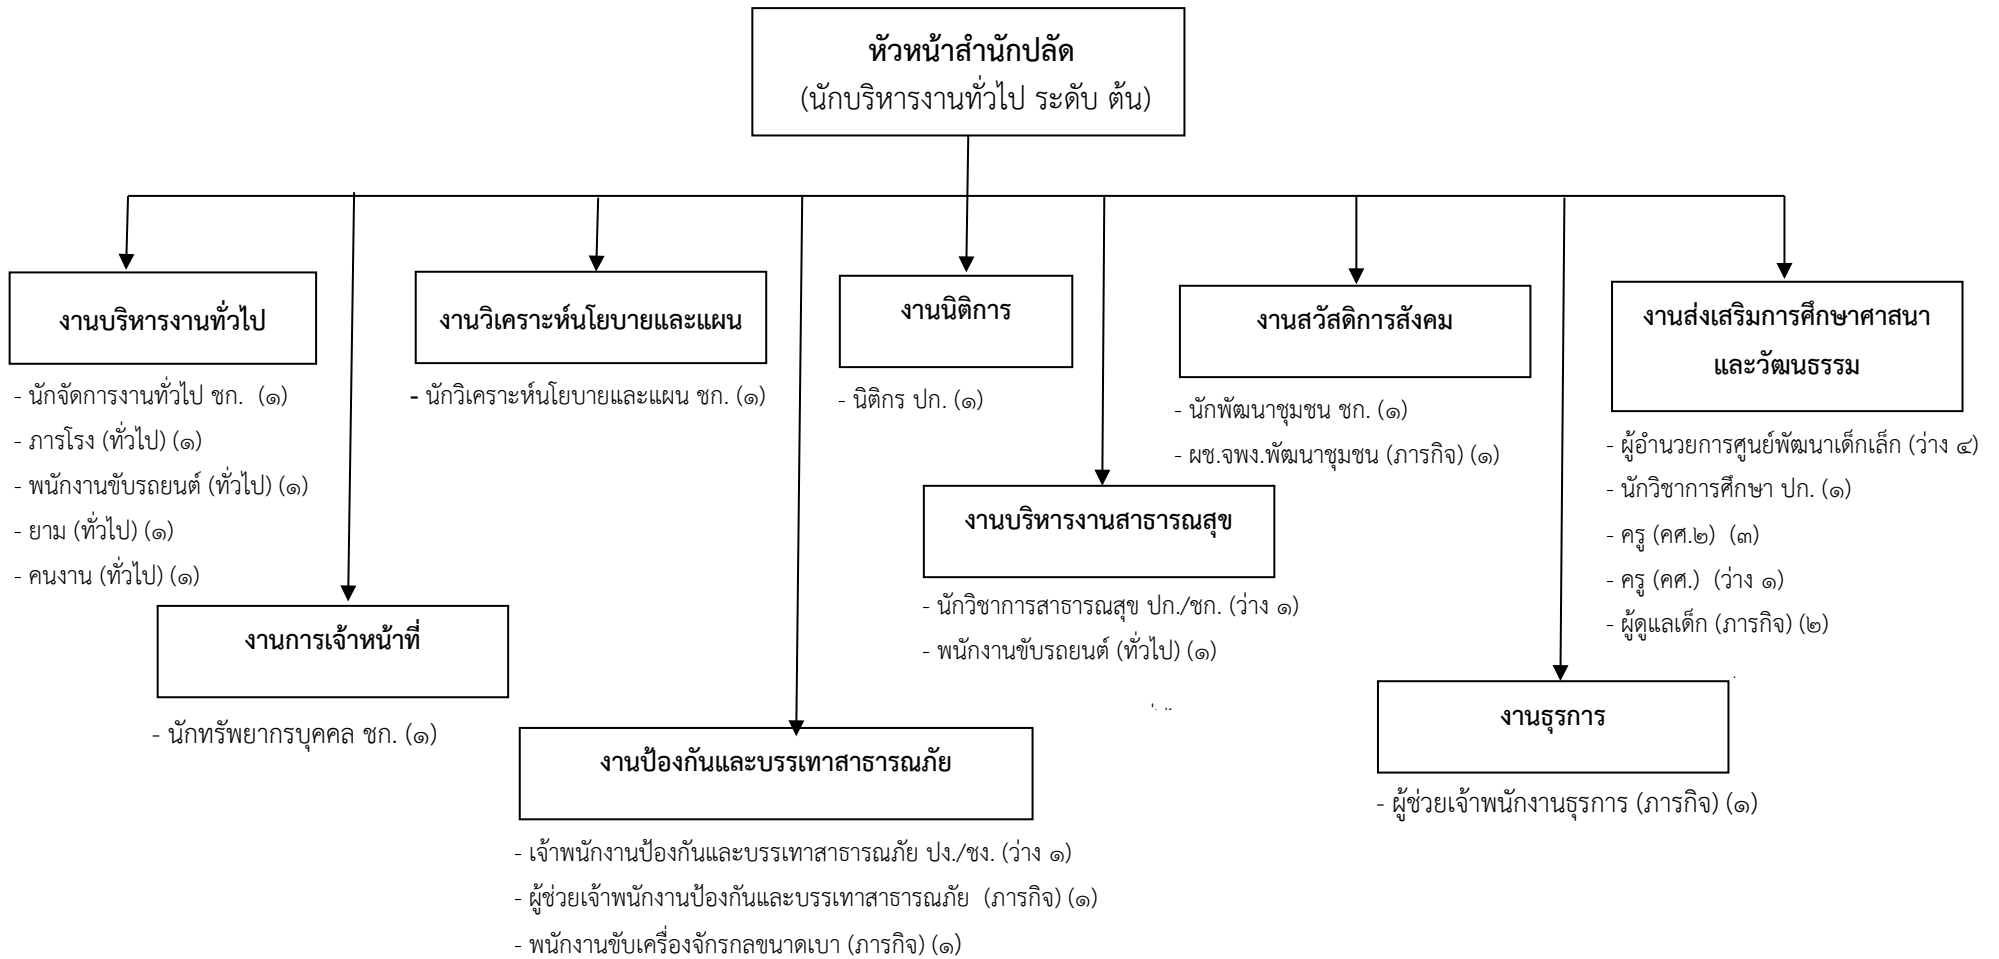 หัวหน้าสำนักปลัด
(นักบริหารงานทั่วไป ระดับ ต้น)
งานบริหารงานทั่วไป
- นักจัดการงานทั่วไป ชก. (๑)
- ภารโรง (ทั่วไป) (๑)
- พนักงานขับรถยนต์ (ทั่วไป) (๑)
- ยาม (ทั่วไป) (๑)
- คนงาน (ทั่วไป) (๑)
งานการเจ้าหน้าที่
- นักทรัพยากรบุคคล ชก. (๑)
งานวิเคราะห์นโยบายและแผน
- นักวิเคราะห์นโยบายและแผน ชก. (๑)
งานป้องกันและบรรเทาสาธารณภัย
- เจ้าพนักงานป้องกันและบรรเทาสาธารณภัย ปง./ชง. (ว่าง ๑)
- ผู้ช่วยเจ้าพนักงานป้องกันและบรรเทาสาธารณภัย (ภารกิจ) (๑)
- พนักงานขับเครื่องจักรกลขนาดเบา (ภารกิจ) (๑)
งานนิติการ
- นิติกร ปก. (๑)
งานบริหารงานสาธารณสุข
- นักวิชาการสาธารณสุข ปก./ชก. (ว่าง ๑)
- พนักงานขับรถยนต์ (ทั่วไป) (๑)
งานสวัสดิการสังคม
- นักพัฒนาชุมชน ชก. (๑)
- ผช.จพง.พัฒนาชุมชน (ภารกิจ) (๑)
งานธุรการ
- ผู้ช่วยเจ้าพนักงานธุรการ (ภารกิจ) (๑)
งานส่งเสริมการศึกษาศาสนา
และวัฒนธรรม
- ผู้อำนวยการศูนย์พัฒนาเด็กเล็ก (ว่าง ๔)
- นักวิชาการศึกษา ปก. (๑)
- ครู (คศ.๒) (๓)
- ครู (คศ.) (ว่าง ๑)
- ผู้ดูแลเด็ก (ภารกิจ) (๒)